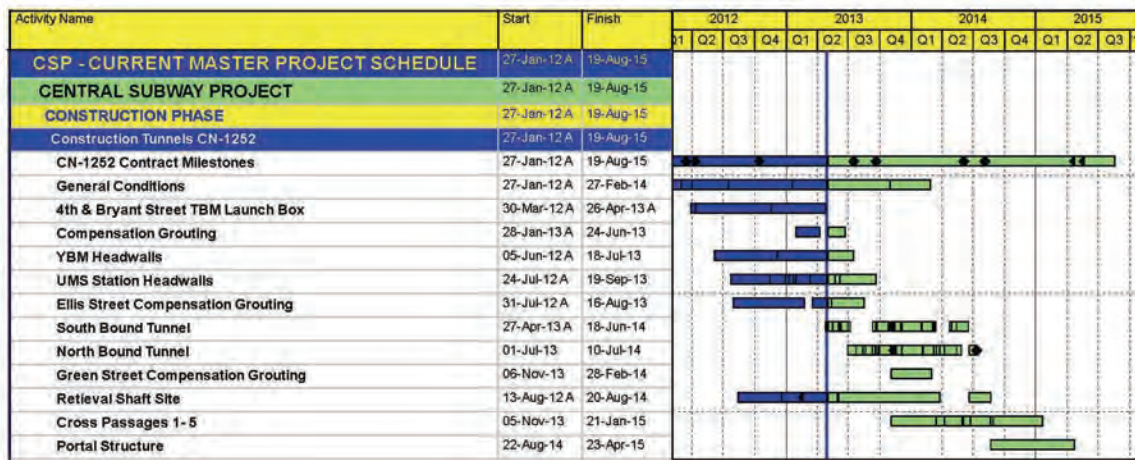 Activity Name Start Finish 2012 2013 2014 2015
Q1 Q2 Q3 Q4 Q1 Q2 Q3 Q4 Q1 Q2 Q3 Q4 Q1 Q2 Q3
CSP - CURRENT MASTER PROJECT SCHEDULE 27-Jan-12 A 19-Aug-15
CENTRAL SUBWAY PROJECT 27-Jan-12 A 19-Aug-15
CONSTRUCTION PHASE 27-Jan-12 A 19-Aug-15
Construction Tunnels CN-1252 27-Jan-12 A 19-Aug-15
CN-1252 Contract Milestones 27-Jan-12 A 19-Aug-15
General Conditions 27-Jan-12 A 27-Feb-14
4th & Bryant Street TBM Launch Box 30-Mar-12 A 26-Apr-13 A
Compensation Grouting 28-Jan-13 A 24-Jun-13
YBM Headwalls 05-Jun-12 A 18-Jul-13
UMS Station Headwalls 24-Jul-12 A 19-Sep-13
Ellis Street Compensation Grouting 31-Jul-12 A 16-Aug-13
South Bound Tunnel 27-Apr-13 A 18-Jun-14
North Bound Tunnel 01-Jul-13 10-Jul-14
Green Street Compensation Grouting 06-Nov-13 28-Feb-14
Retieval Shaft Site 13-Aug-12 A 20-Aug-14
Cross Passages 1- 5 05-Nov-13 21-Jan-15
Portal Structure 22-Aug-14 23-Apr-15